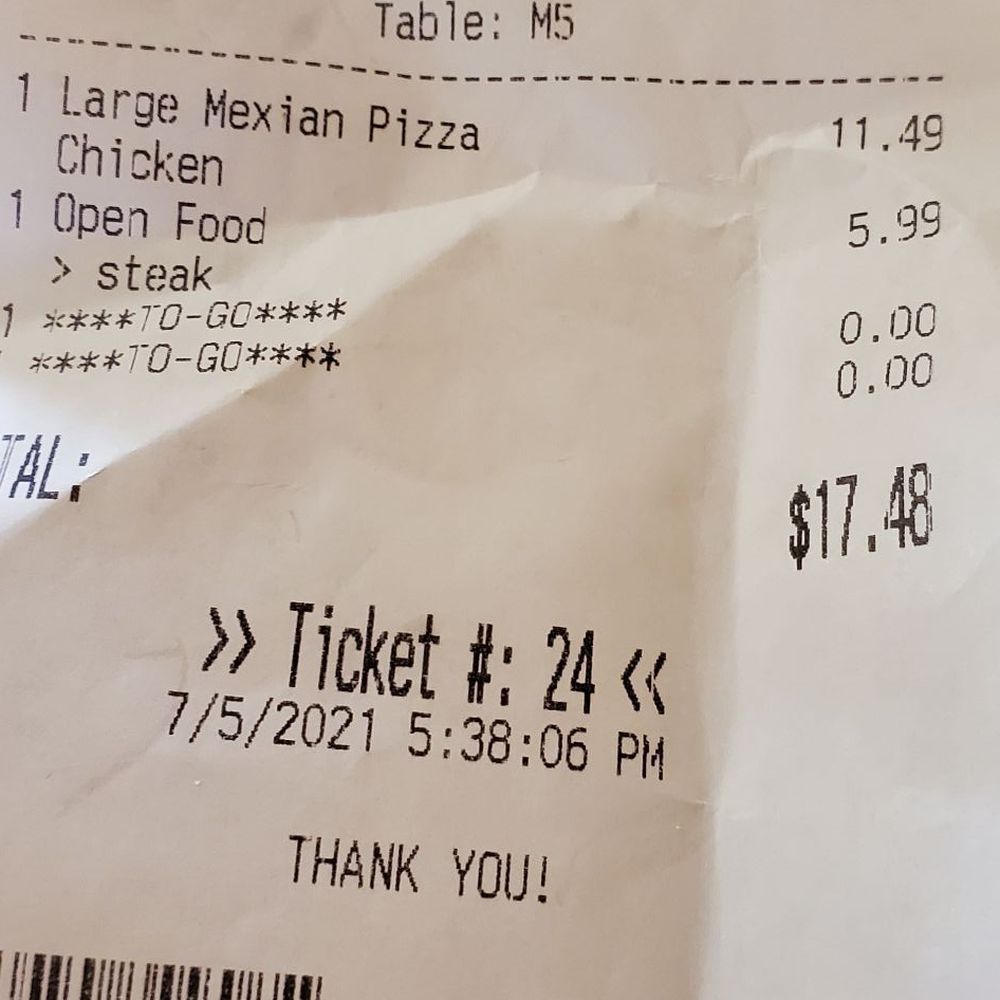 Table: M5
1 Large Mexian Pizza 11.49
Chicken
1 Open Food 5.99
> steak
1 ****TO-GO**** 0.00
****TO-GO**** 0.00
TAL: $17.48
>> Ticket #: 24 <<
7/5/2021 5:38:06 PM
THANK YOU!